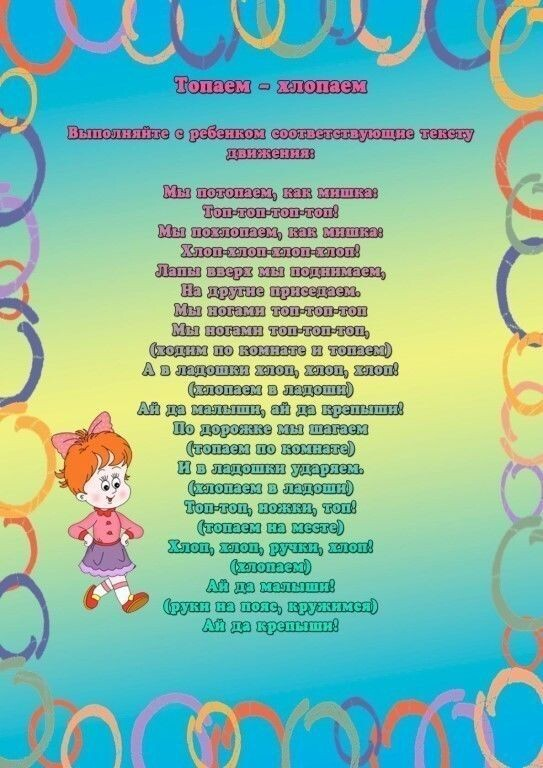 Топаем - хлопаем
Выполняйте с ребенком соответствующие тексту
движения:
Мы потопаем, как мишка:
Топ-топ-топ-топ!
Мы похлопаем, как мишка:
Хлоп-хлоп-хлоп-хлоп!
Лапы вверх мы поднимаем,
На другие приседаем.
Мы ногами топ-топ-топ
Мы ногами топ-топ-топ,
(ходим по комнате и топаем)
А в ладошки хлоп, хлоп, хлоп!
(хлопаем в ладоши)
Ай да малыши, ай да крепыши!
По дорожке мы шагаем
(топаем по комнате)
И в ладошки ударяем.
(хлопаем в ладоши)
Топ-топ, ножки, топ!
(топаем на месте)
Хлоп, хлоп, ручки, хлоп!
(хлопаем)
Ай да малыши!
(руки на пояс, кружимся)
Ай да крепыши!